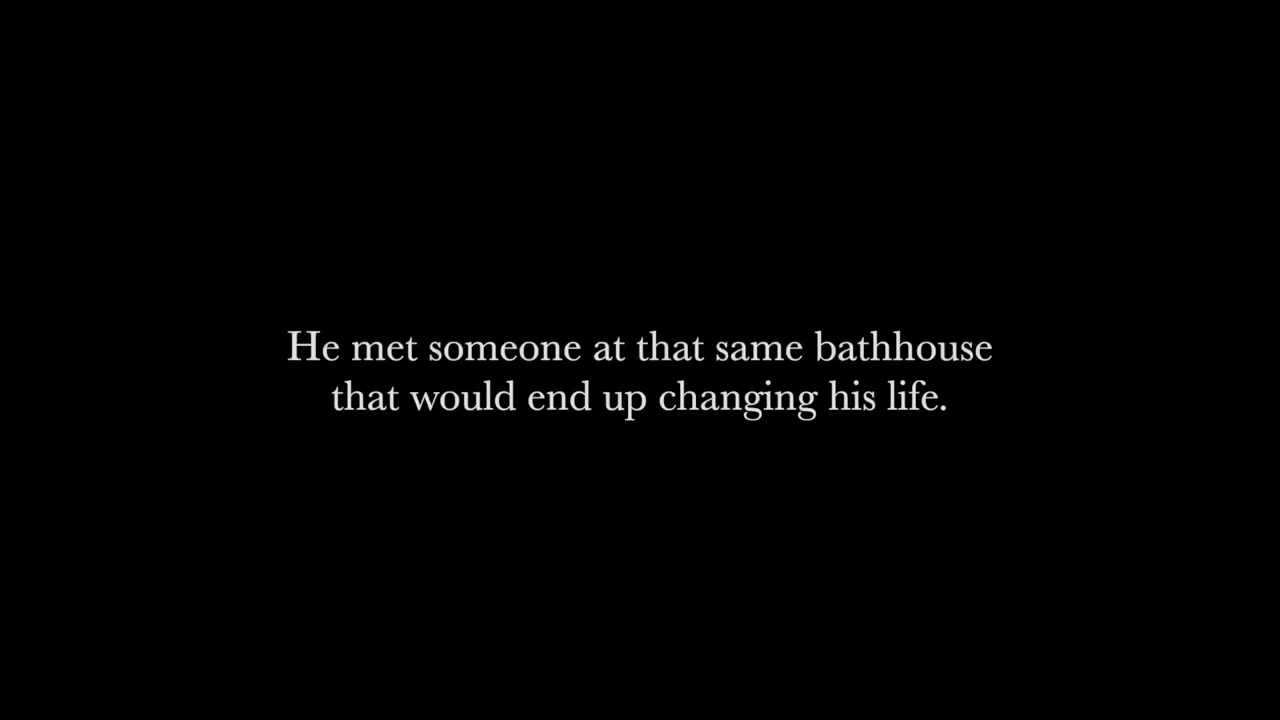 He met someone at that same bathhouse
that would end up changing his life.